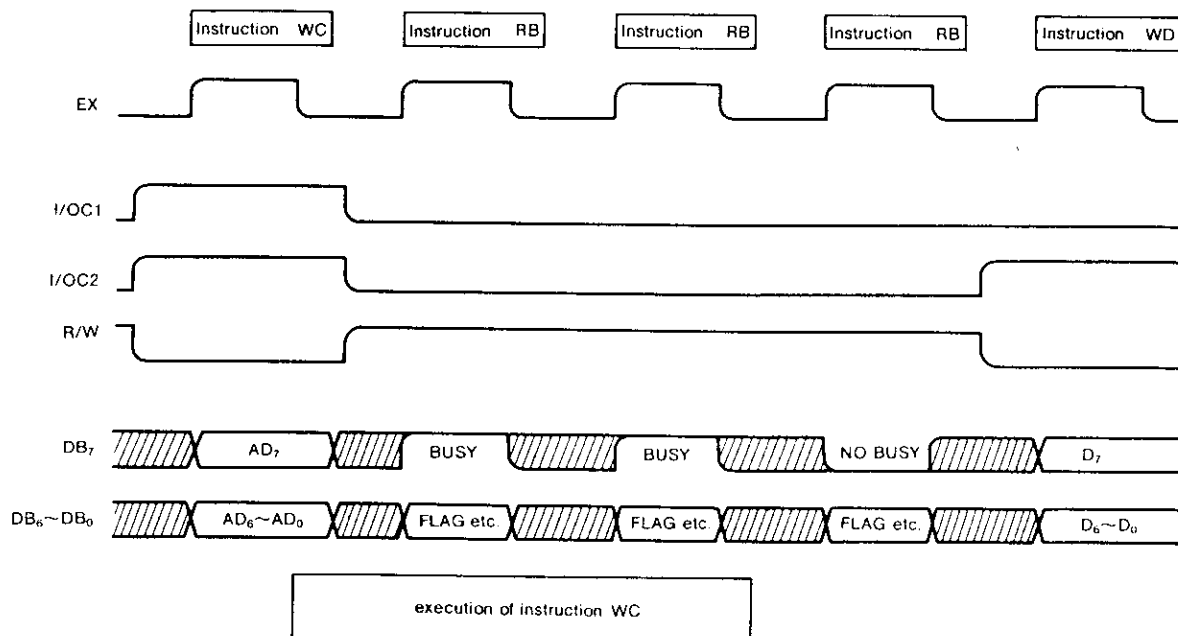 Instruction WC Instruction RB Instruction RB Instruction RB Instruction WD
EX
I/OC1
I/OC2
R/W
DB₇ AD₇ BUSY BUSY NO BUSY D₇
DB₆~DB₀ AD₆~AD₀ FLAG etc. FLAG etc. FLAG etc. D₆~D₀
execution of instruction WC